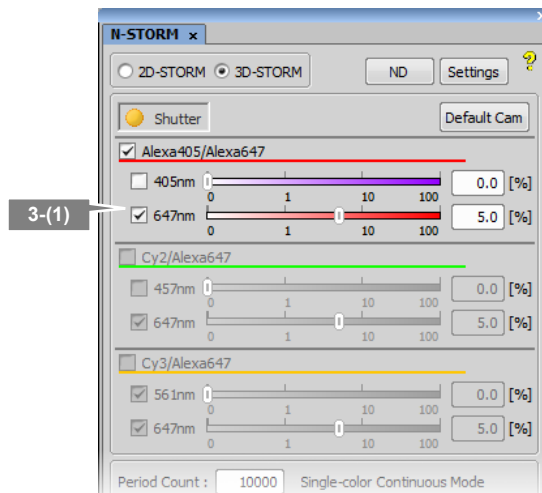 N-STORM x
2D-STORM 3D-STORM ND Settings ?
Shutter Default Cam
Alexa405/Alexa647
405nm 0.0 [%]
0 1 10 100
3-(1) 647nm 5.0 [%]
0 1 10 100
Cy2/Alexa647
457nm 0.0 [%]
0 1 10 100
647nm 5.0 [%]
0 1 10 100
Cy3/Alexa647
561nm 0.0 [%]
0 1 10 100
647nm 5.0 [%]
0 1 10 100
Period Count : 10000 Single-color Continuous Mode